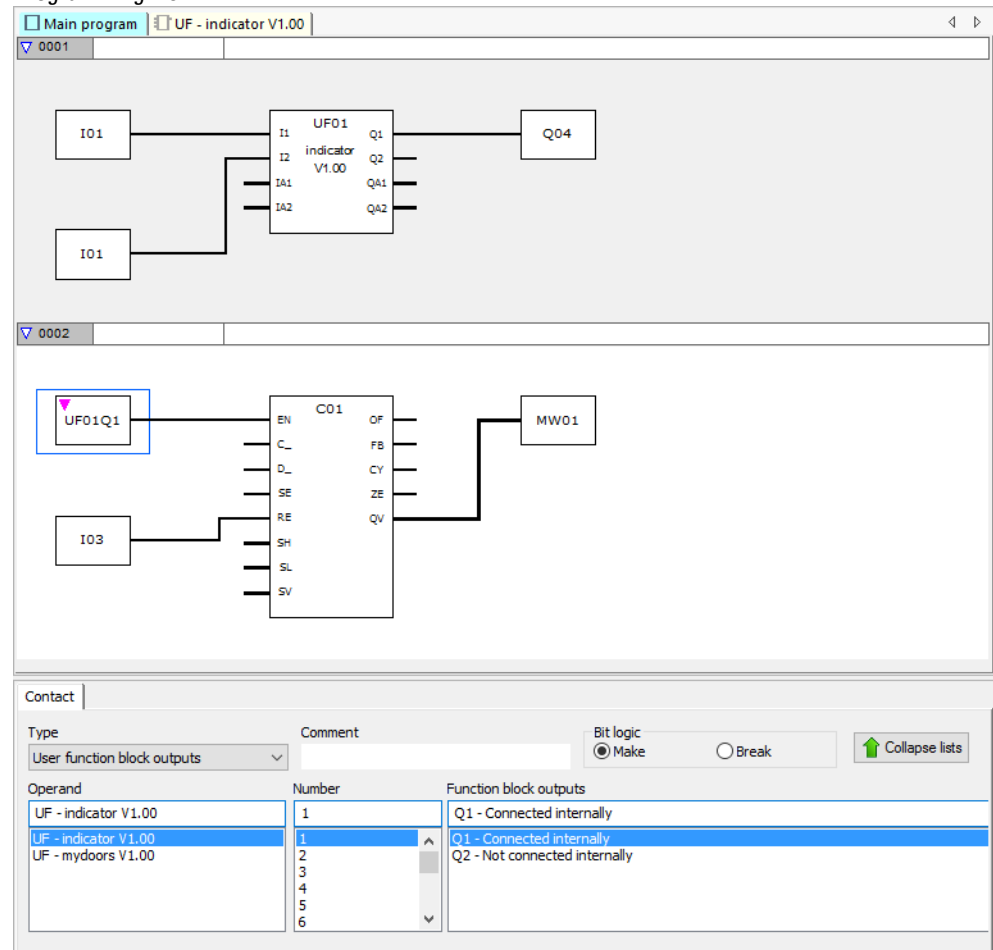 Main program UF - indicator V1.00
0001
I01 I1 UF01 Q1 Q04
I2 indicator Q2
V1.00
IA1 QA1
IA2 QA2
I01
0002
UF01Q1 EN C01 OF MW01
C_ FB
D_ CY
SE ZE
RE QV
I03 SH
SL
SV
Contact
Type Comment Bit logic
User function block outputs Make Break Collapse lists
Operand Number Function block outputs
UF - indicator V1.00 1 Q1 - Connected internally
UF - indicator V1.00 1 Q1 - Connected internally
UF - mydoors V1.00 2 Q2 - Not connected internally
3
4
5
6